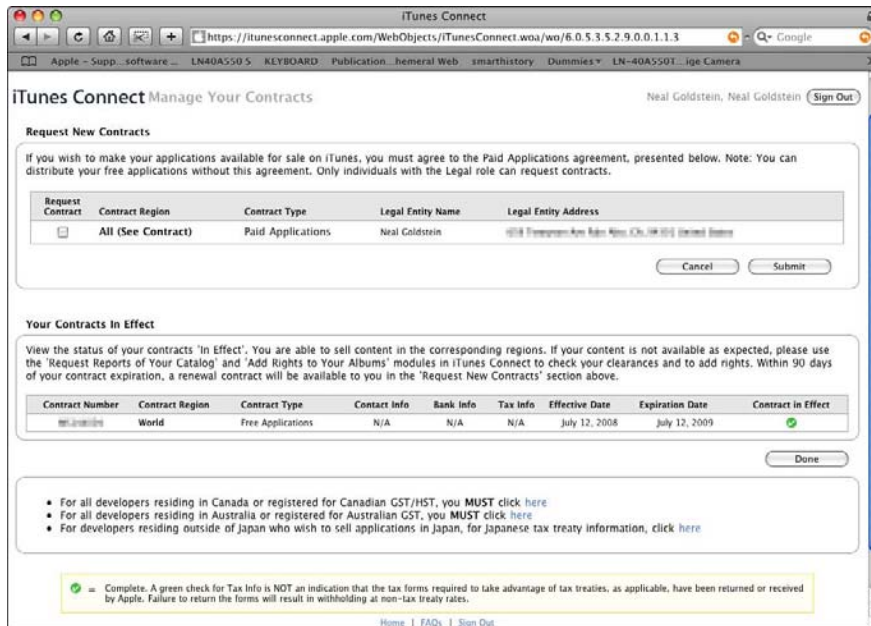 iTunes Connect
https://itunesconnect.apple.com/WebObjects/iTunesConnect.woa/wo/6.0.5.3.5.2.9.0.0.1.1.3
Google
Apple – Supp...software ... LN40A550 S KEYBOARD Publication...hemeral Web smarthistory Dummies LN-40A550T...ige Camera
iTunes Connect Manage Your Contracts Neal Goldstein, Neal Goldstein Sign Out
Request New Contracts
If you wish to make your applications available for sale on iTunes, you must agree to the Paid Applications agreement, presented below. Note: You can
distribute your free applications without this agreement. Only individuals with the Legal role can request contracts.
Request
Contract Contract Region Contract Type Legal Entity Name Legal Entity Address
All (See Contract) Paid Applications Neal Goldstein
Cancel Submit
Your Contracts In Effect
View the status of your contracts 'In Effect'. You are able to sell content in the corresponding regions. If your content is not available as expected, please use
the 'Request Reports of Your Catalog' and 'Add Rights to Your Albums' modules in iTunes Connect to check your clearances and to add rights. Within 90 days
of your contract expiration, a renewal contract will be available to you in the 'Request New Contracts' section above.
Contract Number Contract Region Contract Type Contact Info Bank Info Tax Info Effective Date Expiration Date Contract in Effect
World Free Applications N/A N/A N/A July 12, 2008 July 12, 2009
Done
• For all developers residing in Canada or registered for Canadian GST/HST, you MUST click here
• For all developers residing in Australia or registered for Australian GST, you MUST click here
• For developers residing outside of Japan who wish to sell applications in Japan, for Japanese tax treaty information, click here
= Complete. A green check for Tax Info is NOT an indication that the tax forms required to take advantage of tax treaties, as applicable, have been returned or received
by Apple. Failure to return the forms will result in withholding at non-tax treaty rates.
Home | FAQs | Sign Out